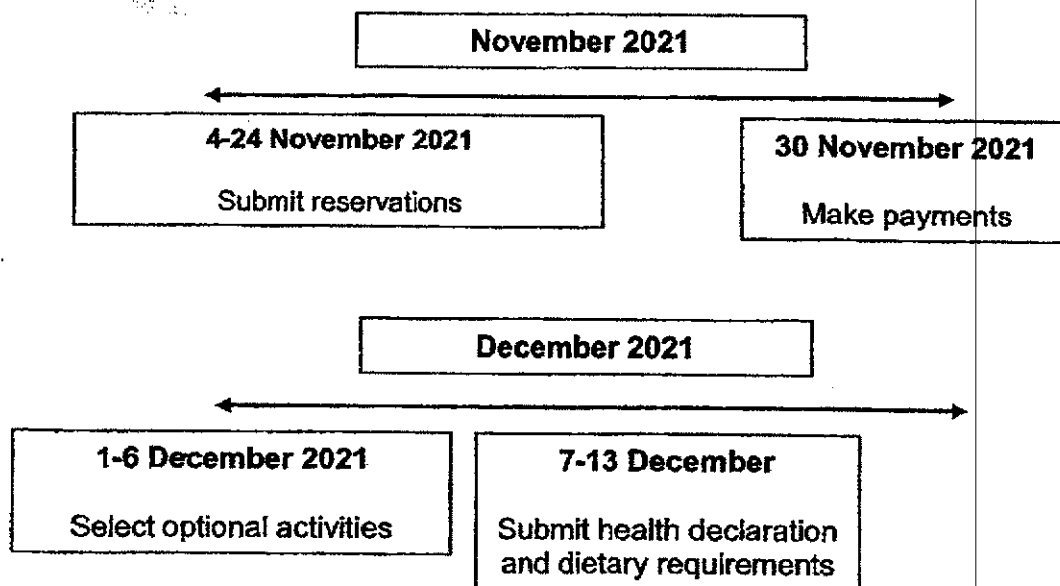 November 2021
4-24 November 2021
Submit reservations
30 November 2021
Make payments
December 2021
1-6 December 2021
Select optional activities
7-13 December
Submit health declaration
and dietary requirements